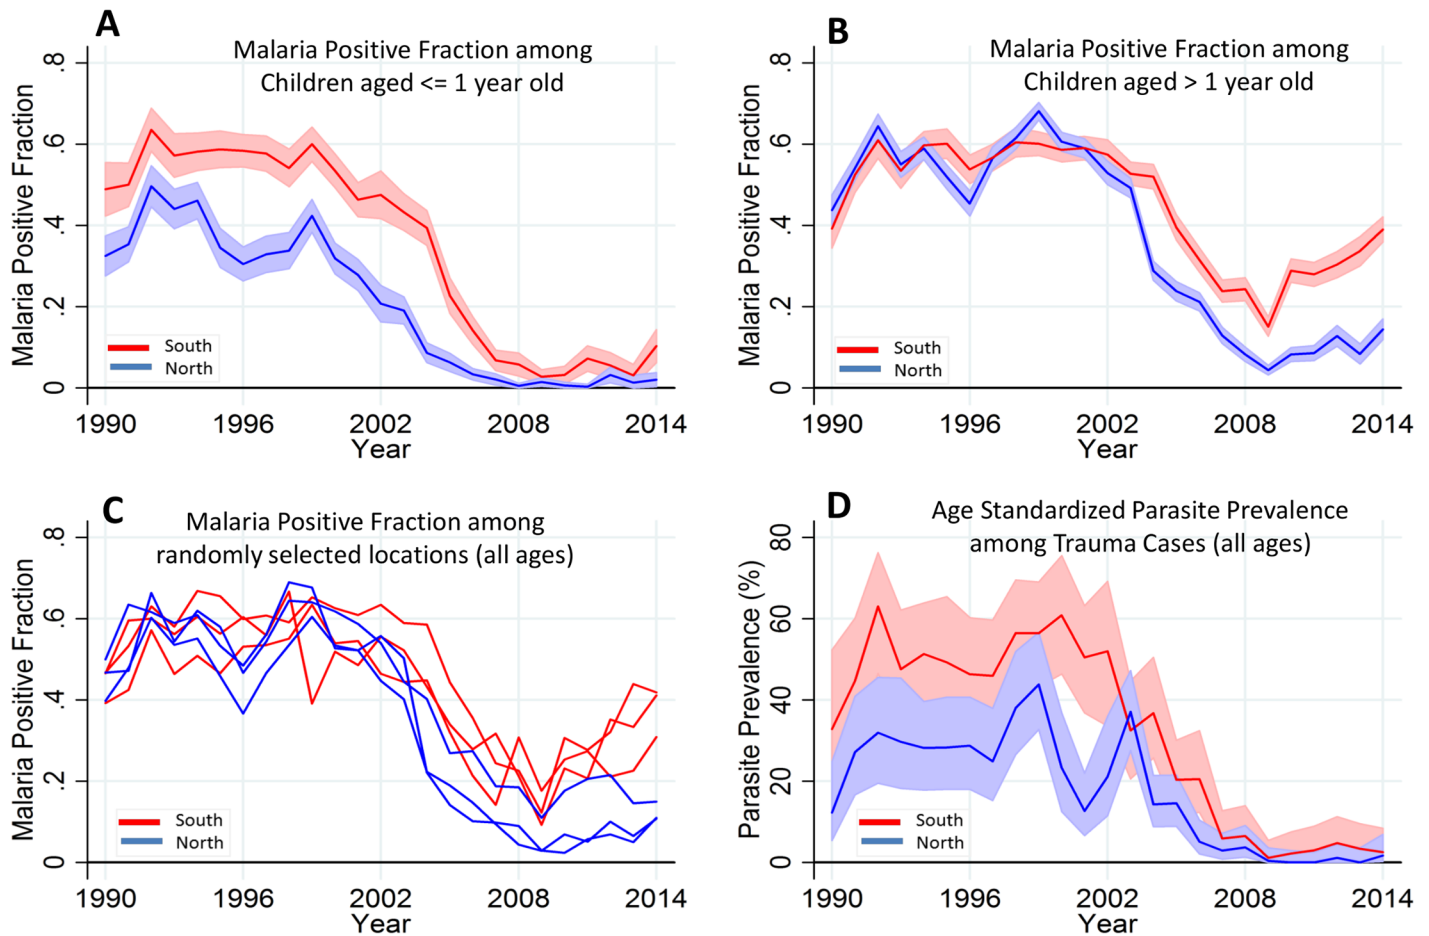 A
Malaria Positive Fraction among
Children aged <= 1 year old
Malaria Positive Fraction
.8
.6
.4
.2
0
South
North
1990 1996 2002 2008 2014
Year
B
Malaria Positive Fraction among
Children aged > 1 year old
Malaria Positive Fraction
.8
.6
.4
.2
0
South
North
1990 1996 2002 2008 2014
Year
C
Malaria Positive Fraction among
randomly selected locations (all ages)
Malaria Positive Fraction
.8
.6
.4
.2
0
South
North
1990 1996 2002 2008 2014
Year
D
Age Standardized Parasite Prevalence
among Trauma Cases (all ages)
Parasite Prevalence (%)
80
60
40
20
0
South
North
1990 1996 2002 2008 2014
Year